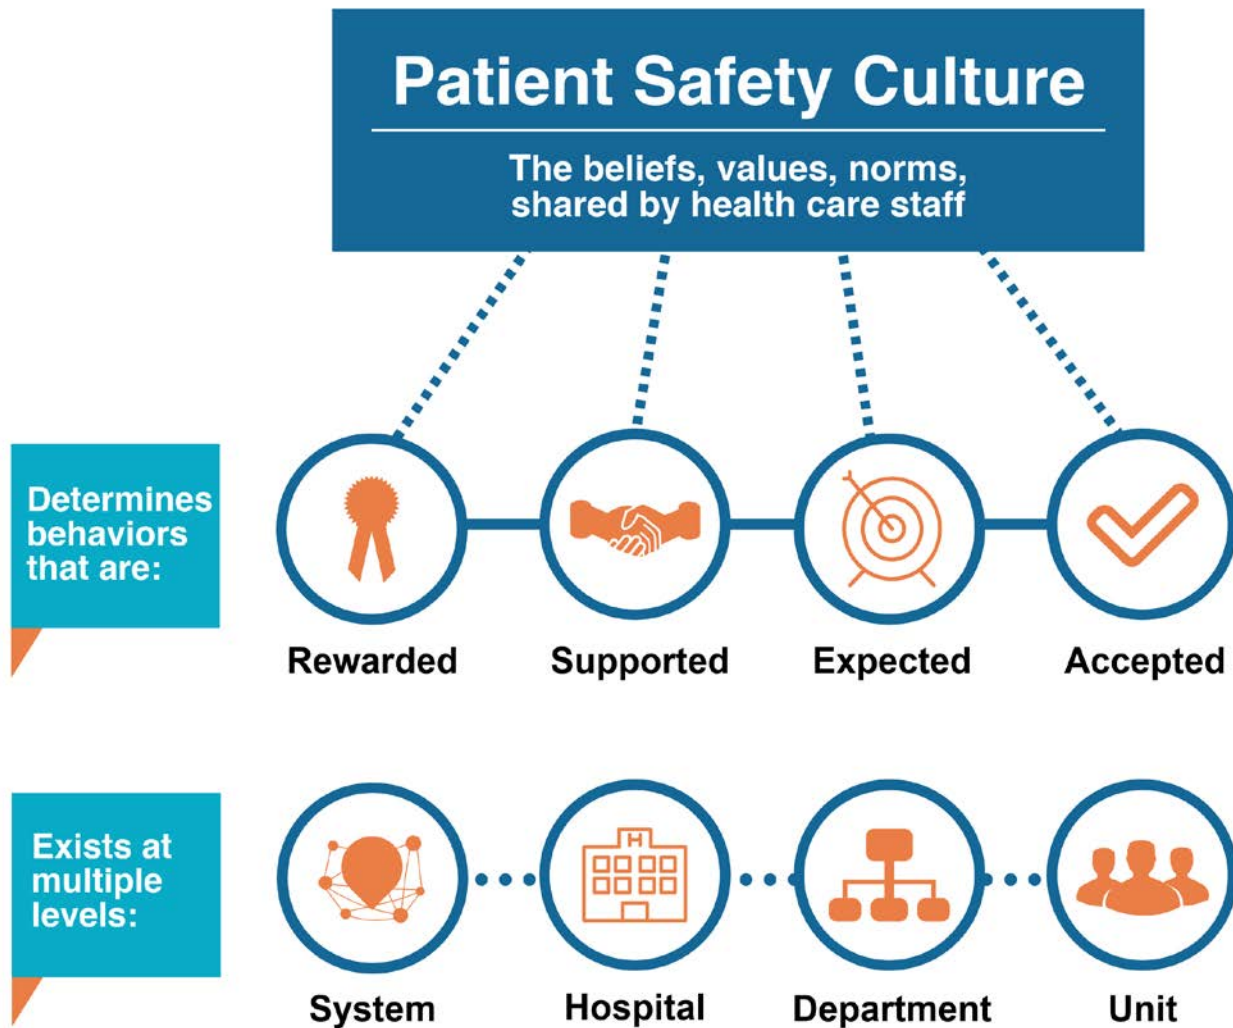 Patient Safety Culture
The beliefs, values, norms,
shared by health care staff
Determines
behaviors
that are:
Rewarded
Supported
Expected
Accepted
Exists at
multiple
levels:
H
System
Hospital
Department
Unit